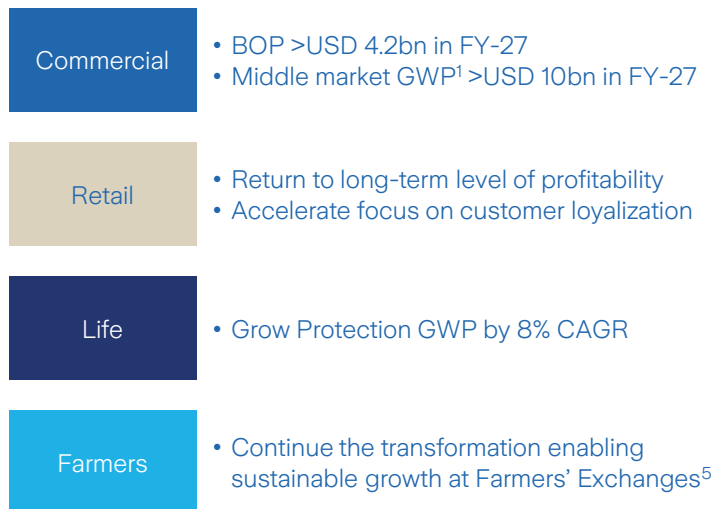 Commercial
• BOP >USD 4.2bn in FY-27
• Middle market GWP¹ >USD 10bn in FY-27
Retail
• Return to long-term level of profitability
• Accelerate focus on customer loyalization
Life
• Grow Protection GWP by 8% CAGR
Farmers
• Continue the transformation enabling
sustainable growth at Farmers' Exchanges⁵